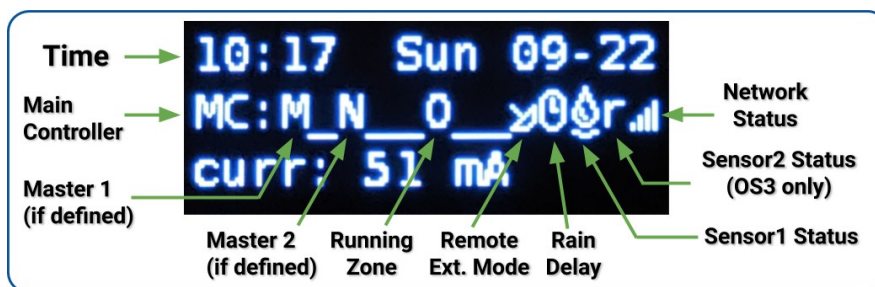 Time
10:17 Sun 09-22
Main
Controller
MC:M_N___O___r
Network
Status
curr: 51 mA
Sensor2 Status
(OS3 only)
Master 1
(if defined)
Master 2
(if defined)
Running
Zone
Remote
Ext. Mode
Rain
Delay
Sensor1 Status